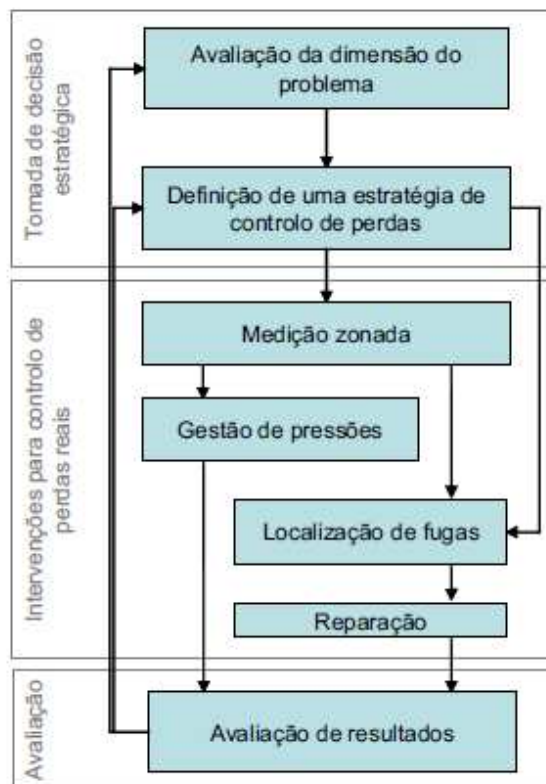 Tomada de decisão
estratégica
Avaliação da dimensão do
problema
Definição de uma estratégia de
controlo de perdas
Intervenções para controlo de
perdas reais
Medição zonada
Gestão de pressões
Localização de fugas
Reparação
Avaliação
Avaliação de resultados